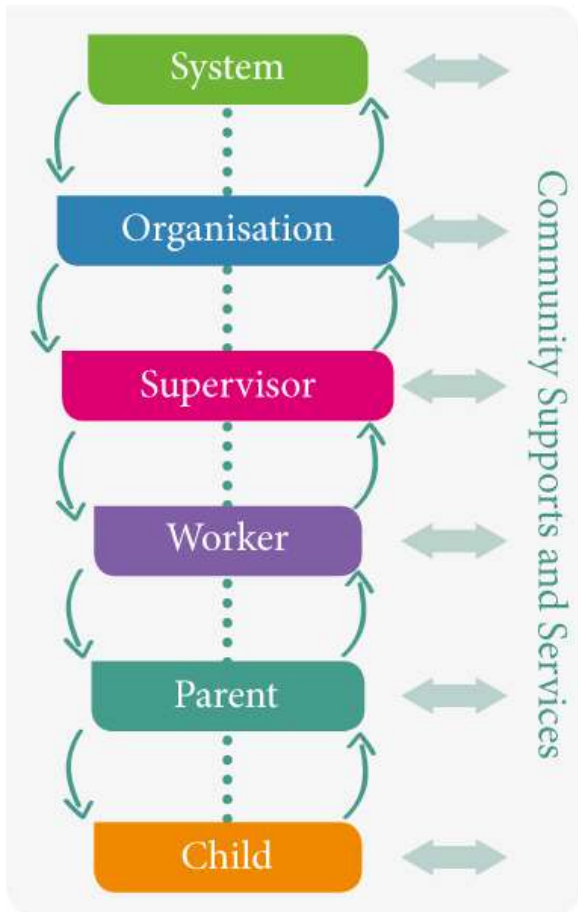 System
Organisation
Supervisor
Worker
Parent
Child
Community Supports and Services